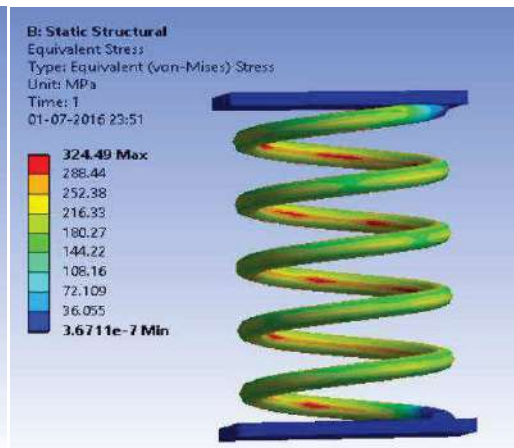 B: Static Structural
Equivalent Stress
Type: Equivalent (von-Mises) Stress
Unit: MPa
Time: 1
01-07-2016 23:51
324.49 Max
288.44
252.38
216.33
180.27
144.22
108.16
72.109
36.055
3.6711e-7 Min